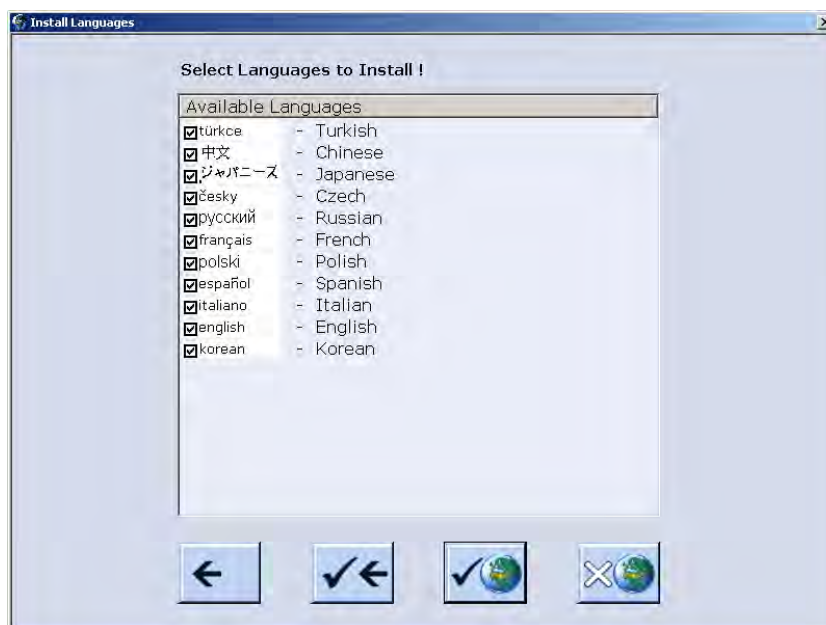 Install Languages
Select Languages to Install !
Available Languages
türkce - Turkish
中文 - Chinese
ジャパニーズ - Japanese
česky - Czech
русский - Russian
français - French
polski - Polish
español - Spanish
italiano - Italian
english - English
korean - Korean